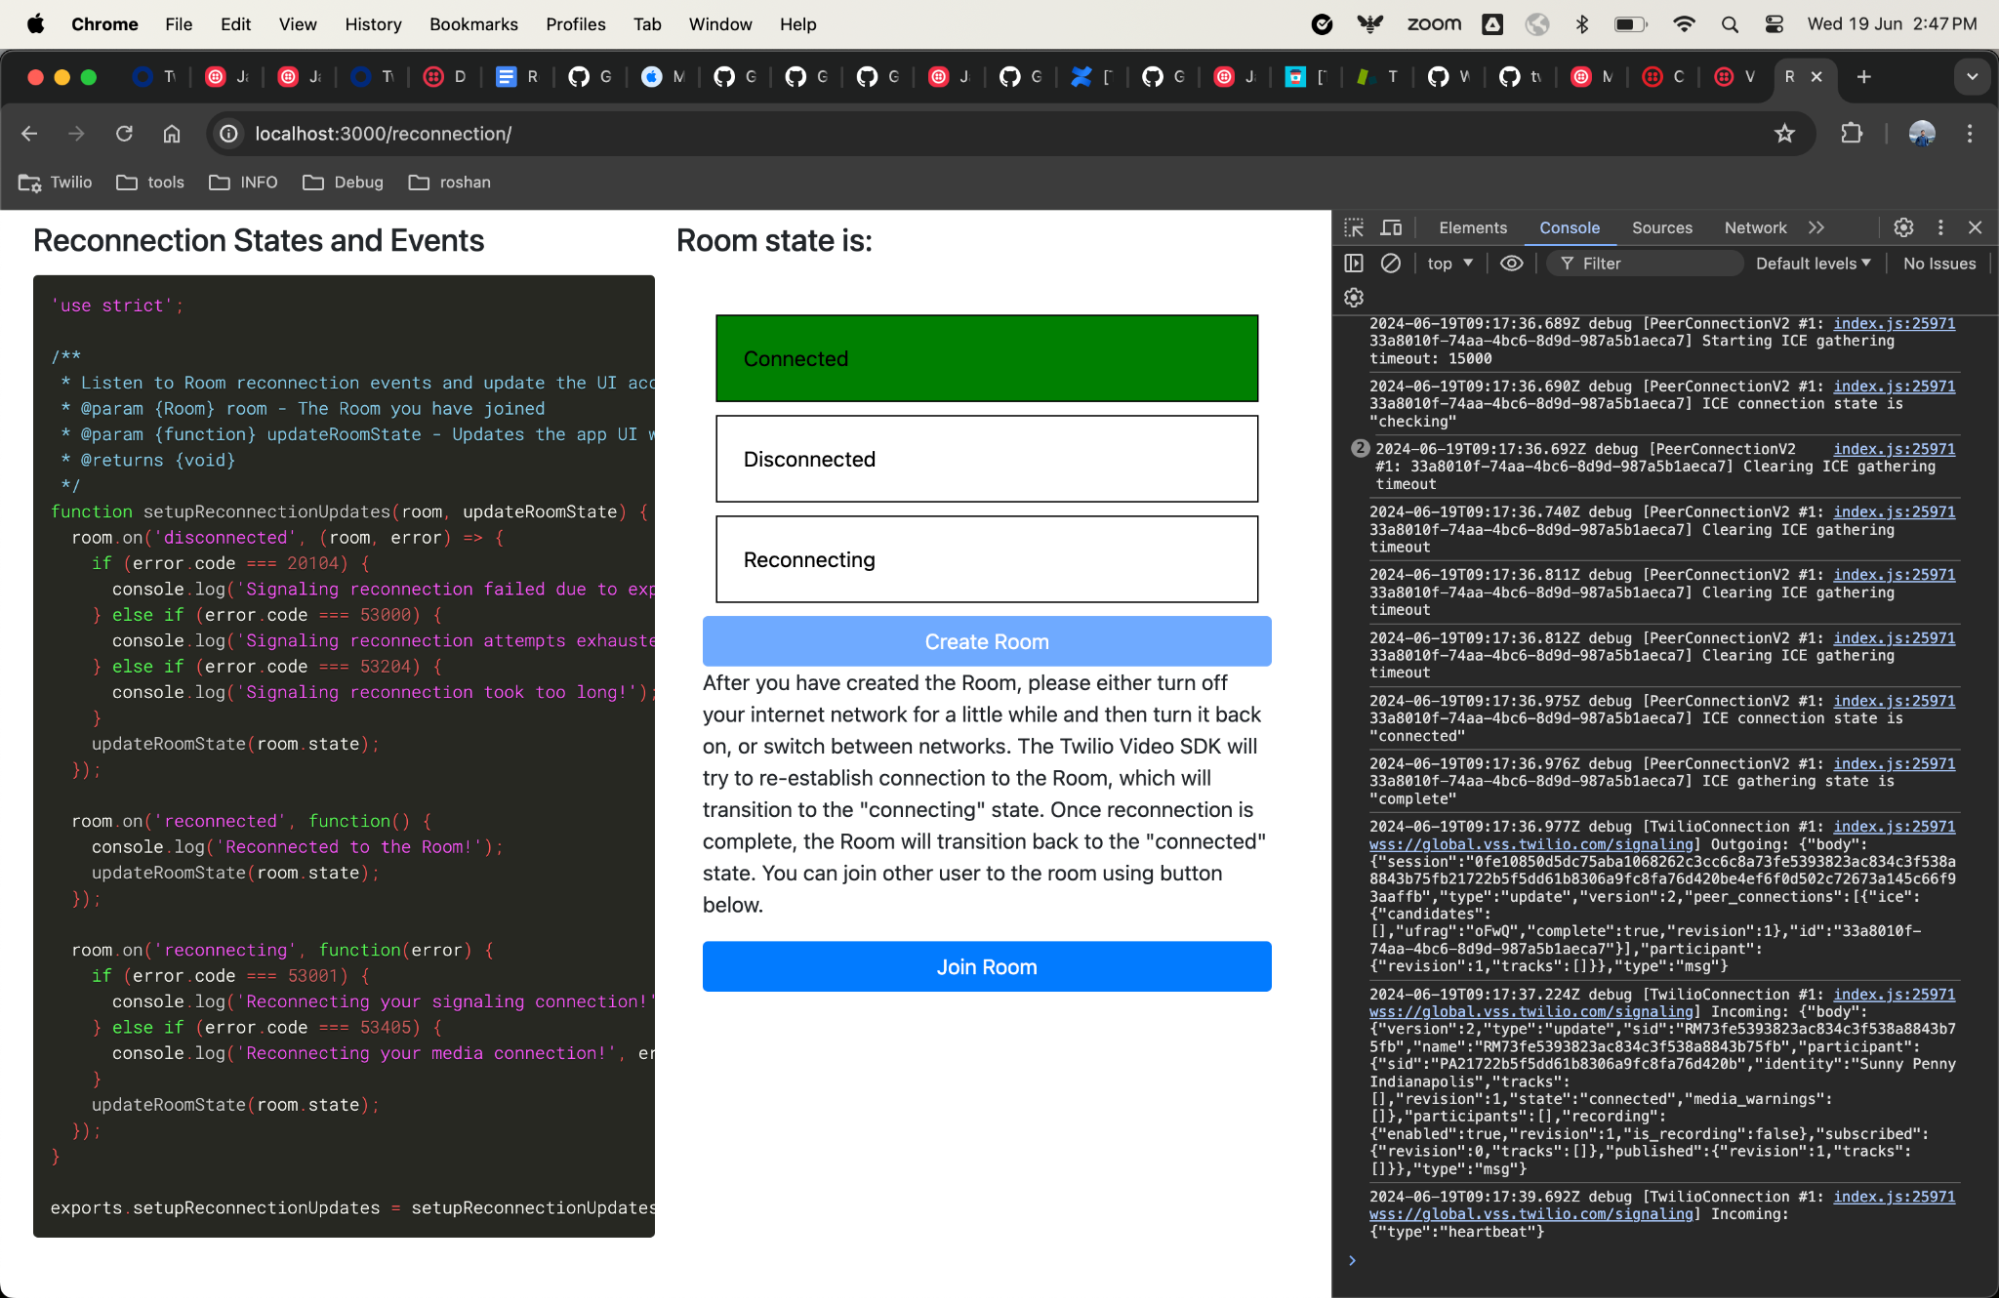 Chrome File Edit View History Bookmarks Profiles Tab Window Help zoom Wed 19 Jun 2:47 PM
D R G M G G G G [T T M C V R
localhost:3000/reconnection/
Twilio tools INFO Debug roshan
Reconnection States and Events
'use strict';
/**
* Listen to Room reconnection events and update the UI acc
* @param {Room} room - The Room you have joined
* @param {function} updateRoomState - Updates the app UI w
* @returns {void}
*/
function setupReconnectionUpdates(room, updateRoomState) {
room.on('disconnected', (room, error) => {
if (error.code === 20104) {
console.log('Signaling reconnection failed due to exp
} else if (error.code === 53000) {
console.log('Signaling reconnection attempts exhauste
} else if (error.code === 53204) {
console.log('Signaling reconnection took too long!');
}
updateRoomState(room.state);
});
room.on('reconnected', function() {
console.log('Reconnected to the Room!');
updateRoomState(room.state);
});
room.on('reconnecting', function(error) {
if (error.code === 53001) {
console.log('Reconnecting your signaling connection!'
} else if (error.code === 53405) {
console.log('Reconnecting your media connection!', er
}
updateRoomState(room.state);
});
}
exports.setupReconnectionUpdates = setupReconnectionUpdates
Room state is:
Connected
Disconnected
Reconnecting
Create Room
After you have created the Room, please either turn off
your internet network for a little while and then turn it back
on, or switch between networks. The Twilio Video SDK will
try to re-establish connection to the Room, which will
transition to the "connecting" state. Once reconnection is
complete, the Room will transition back to the "connected"
state. You can join other user to the room using button
below.
Join Room
Elements Console Sources Network
top Filter Default levels No Issues
2024-06-19T09:17:36.689Z debug [PeerConnectionV2 #1: index.js:25971
33a8010f-74aa-4bc6-8d9d-987a5b1aeca7] Starting ICE gathering
timeout: 15000
2024-06-19T09:17:36.690Z debug [PeerConnectionV2 #1: index.js:25971
33a8010f-74aa-4bc6-8d9d-987a5b1aeca7] ICE connection state is
"checking"
2 2024-06-19T09:17:36.692Z debug [PeerConnectionV2 index.js:25971
#1: 33a8010f-74aa-4bc6-8d9d-987a5b1aeca7] Clearing ICE gathering
timeout
2024-06-19T09:17:36.740Z debug [PeerConnectionV2 #1: index.js:25971
33a8010f-74aa-4bc6-8d9d-987a5b1aeca7] Clearing ICE gathering
timeout
2024-06-19T09:17:36.811Z debug [PeerConnectionV2 #1: index.js:25971
33a8010f-74aa-4bc6-8d9d-987a5b1aeca7] Clearing ICE gathering
timeout
2024-06-19T09:17:36.812Z debug [PeerConnectionV2 #1: index.js:25971
33a8010f-74aa-4bc6-8d9d-987a5b1aeca7] Clearing ICE gathering
timeout
2024-06-19T09:17:36.975Z debug [PeerConnectionV2 #1: index.js:25971
33a8010f-74aa-4bc6-8d9d-987a5b1aeca7] ICE connection state is
"connected"
2024-06-19T09:17:36.976Z debug [PeerConnectionV2 #1: index.js:25971
33a8010f-74aa-4bc6-8d9d-987a5b1aeca7] ICE gathering state is
"complete"
2024-06-19T09:17:36.977Z debug [TwilioConnection #1: index.js:25971
wss://global.vss.twilio.com/signaling] Outgoing: {"body":
{"session":"0fe10850d5dc75aba1068262c3cc6c8a73fe5393823ac834c3f538a
8843b75fb21722b5f5dd61b8306a9fc8fa76d420be4ef6f0d502c72673a145c66f9
3aaffb","type":"update","version":2,"peer_connections":[{"ice":
{"candidates":
[],"ufrag":"oFwQ","complete":true,"revision":1},"id":"33a8010f-
74aa-4bc6-8d9d-987a5b1aeca7"}],"participant":
{"revision":1,"tracks":[]}},"type":"msg"}
2024-06-19T09:17:37.224Z debug [TwilioConnection #1: index.js:25971
wss://global.vss.twilio.com/signaling] Incoming: {"body":
{"version":2,"type":"update","sid":"RM73fe5393823ac834c3f538a8843b7
5fb","name":"RM73fe5393823ac834c3f538a8843b75fb","participant":
{"sid":"PA21722b5f5dd61b8306a9fc8fa76d420b","identity":"Sunny Penny
Indianapolis","tracks":
[],"revision":1,"state":"connected","media_warnings":
[]},"participants":[],"recording":
{"enabled":true,"revision":1,"is_recording":false},"subscribed":
{"revision":0,"tracks":[]},"published":{"revision":1,"tracks":
[]}},"type":"msg"}
2024-06-19T09:17:39.692Z debug [TwilioConnection #1: index.js:25971
wss://global.vss.twilio.com/signaling] Incoming:
{"type":"heartbeat"}